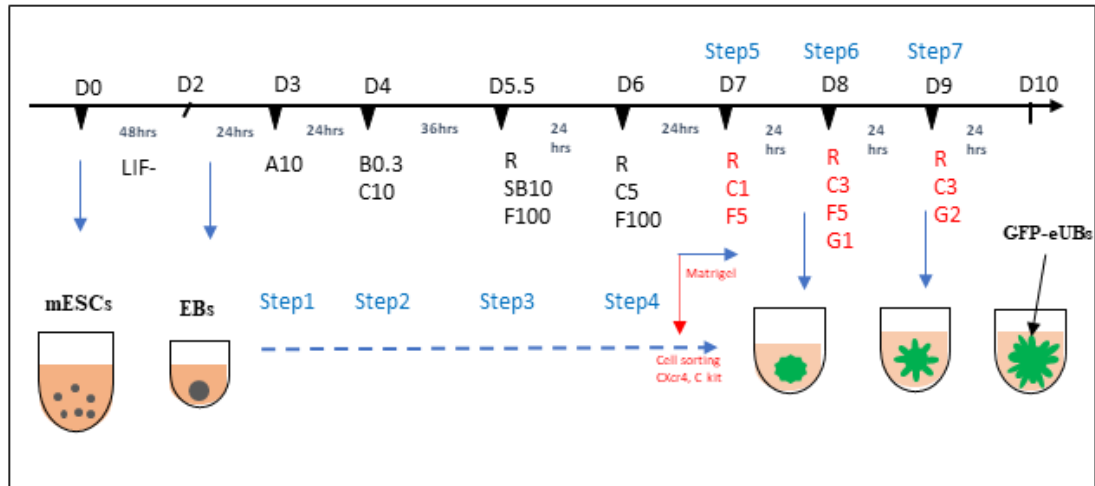 Step5 Step6 Step7
D0 D2 D3 D4 D5.5 D6 D7 D8 D9 D10
48hrs 24hrs 24hrs 36hrs 24 hrs 24hrs 24 hrs 24 hrs 24 hrs
LIF-
A10
B0.3
C10
R
SB10
F100
R
C5
F100
R
C1
F5
R
C3
F5
G1
R
C3
G2
GFP-eUBs
Matrigel
mESCs
EBs
Step1 Step2 Step3 Step4
Cell sorting
CXcr4, C kit